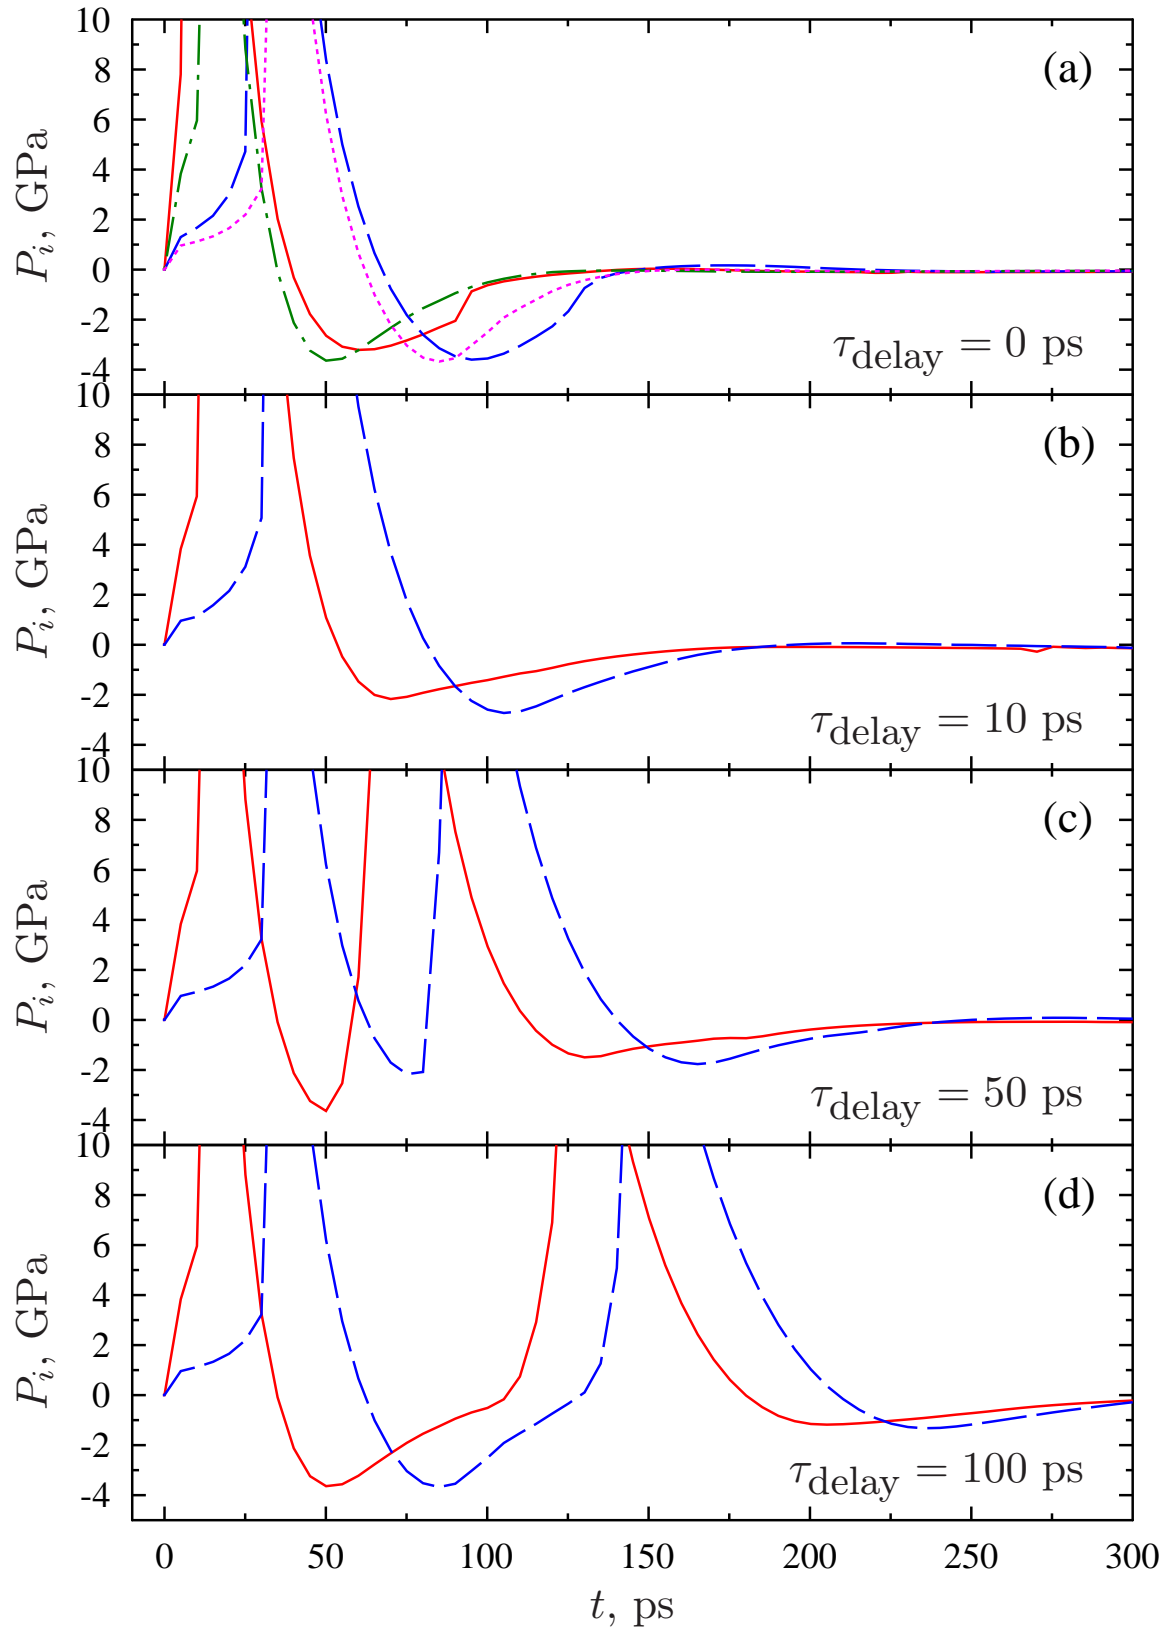 10
8
6
4
2
0
-2
-4
P_i, GPa
(a)
τ_delay = 0 ps
10
8
6
4
2
0
-2
-4
P_i, GPa
(b)
τ_delay = 10 ps
10
8
6
4
2
0
-2
-4
P_i, GPa
(c)
τ_delay = 50 ps
10
8
6
4
2
0
-2
-4
P_i, GPa
(d)
τ_delay = 100 ps
0 50 100 150 200 250 300
t, ps